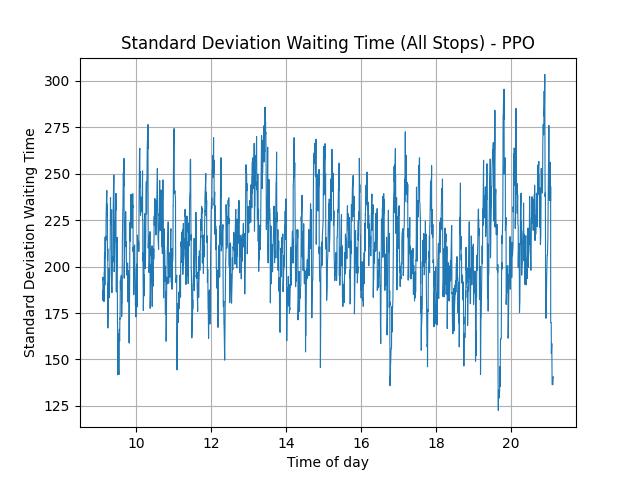 Standard Deviation Waiting Time (All Stops) - PPO
Standard Deviation Waiting Time
300
275
250
225
200
175
150
125
10 12 14 16 18 20
Time of day